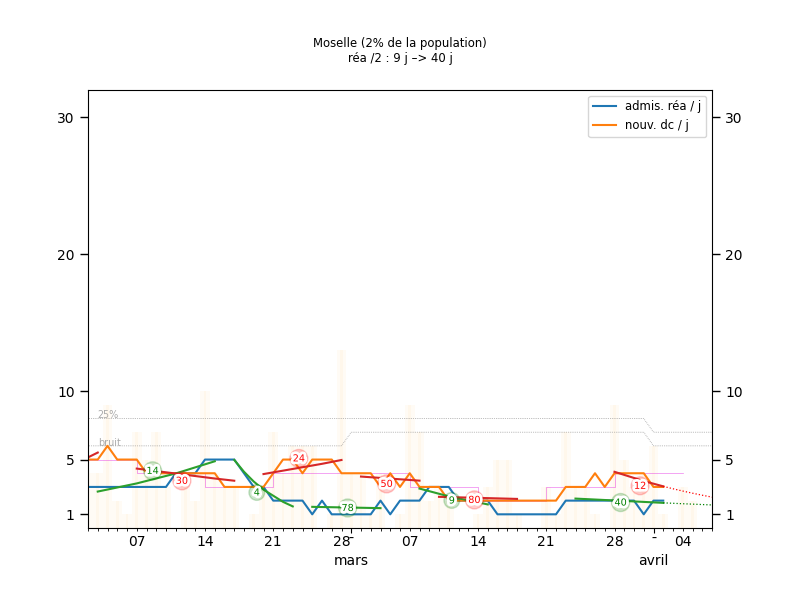 Moselle (2% de la population)
réa /2 : 9 j –> 40 j
admis. réa / j
nouv. dc / j
30 30
20 20
10 10
25%
bruit
5 5
14 30 4 24 78 50 9 80 40 12
1 1
07 14 21 28 07 14 21 28 04
mars avril